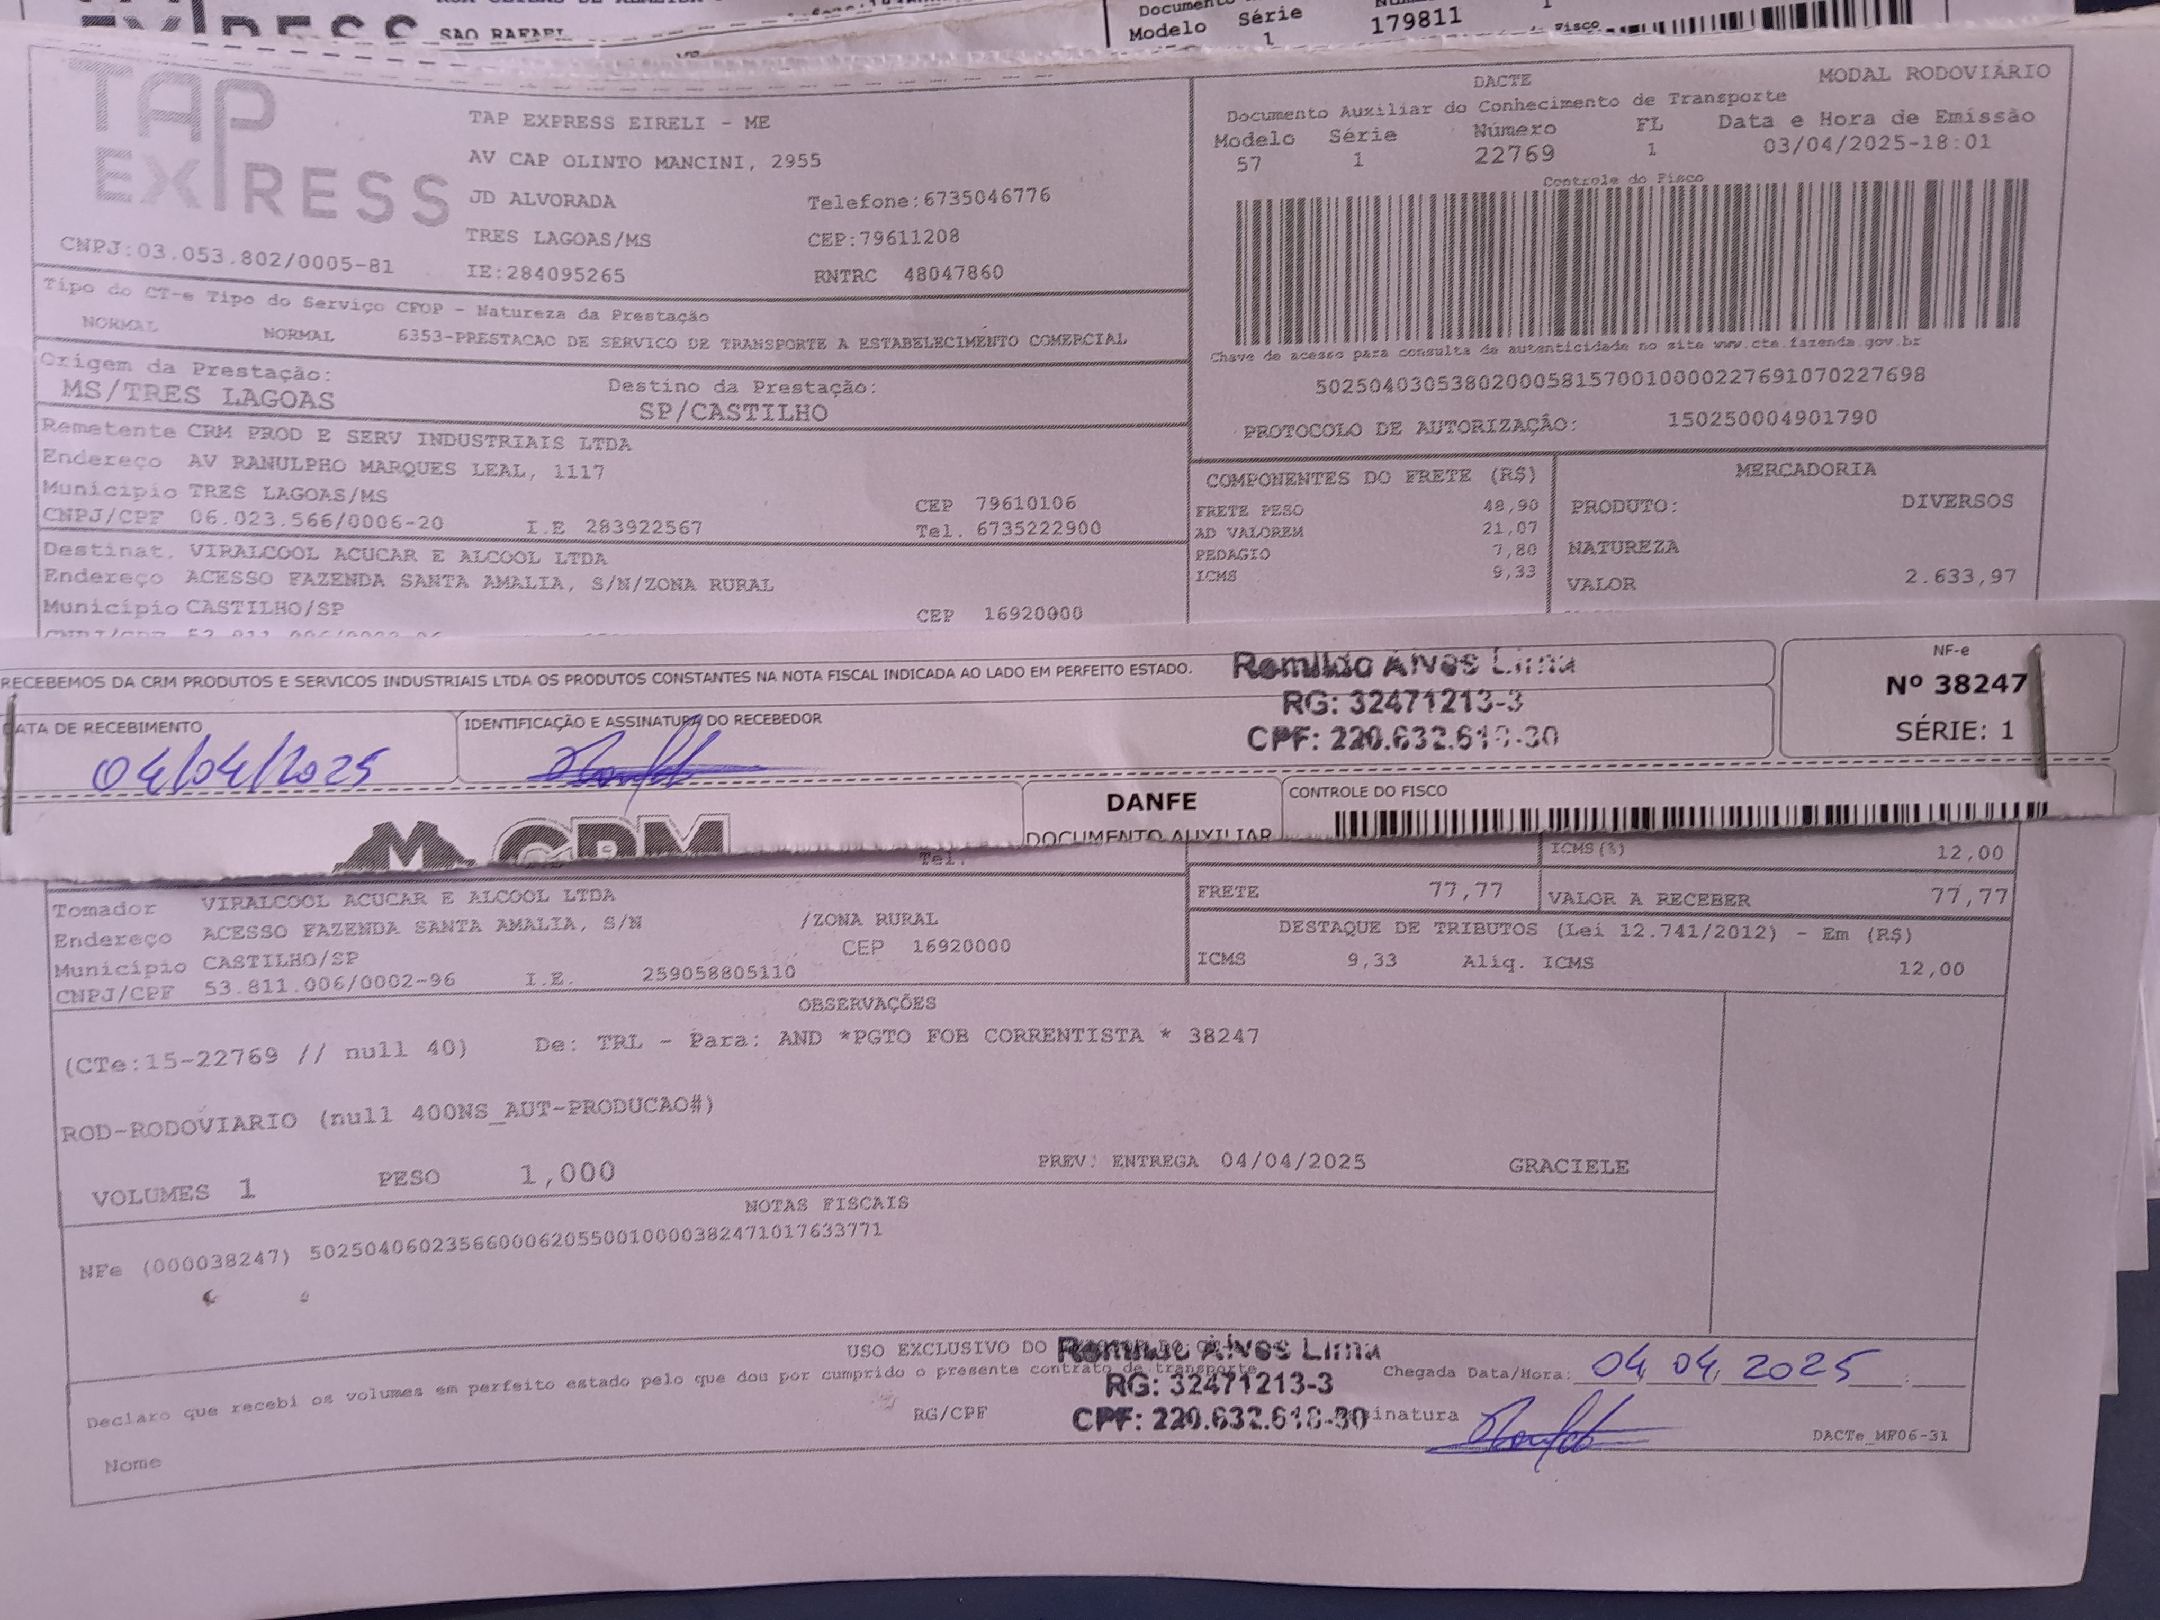 SAO RAFAEL
Modelo Série
1 179811 1
TAP EXPRESS
MODAL RODOVIÁRIO
DACTE
Documento Auxiliar do Conhecimento de Transporte
Modelo Série Número FL Data e Hora de Emissão
57 1 22769 1 03/04/2025-18:01
Controle do Fisco
TAP EXPRESS EIRELI - ME
AV CAP OLINTO MANCINI, 2955
JD ALVORADA Telefone:6735046776
TRES LAGOAS/MS CEP:79611208
CNPJ:03.053.802/0005-81 IE:284095265 RNTRC 48047860
Tipo do CT-e Tipo do Serviço CFOP - Natureza da Prestação
NORMAL NORMAL 6353-PRESTACAO DE SERVICO DE TRANSPORTE A ESTABELECIMENTO COMERCIAL
Chave de acesso para consulta de autenticidade no site www.cte.fazenda.gov.br
50250403053802000581570010000227691070227698
PROTOCOLO DE AUTORIZAÇÃO: 150250004901790
Origem da Prestação: Destino da Prestação:
MS/TRES LAGOAS SP/CASTILHO
Remetente CRM PROD E SERV INDUSTRIAIS LTDA
Endereço AV RANULPHO MARQUES LEAL, 1117
Município TRES LAGOAS/MS CEP 79610106
CNPJ/CPF 06.023.566/0006-20 I.E 283922567 Tel. 6735222900
Destinat. VIRALCOOL ACUCAR E ALCOOL LTDA
Endereço ACESSO FAZENDA SANTA AMALIA, S/N/ZONA RURAL
Município CASTILHO/SP CEP 16920000
COMPONENTES DO FRETE (R$)
FRETE PESO 48,90
AD VALOREM 21,07
PEDAGIO 7,80
ICMS 9,33
MERCADORIA
PRODUTO: DIVERSOS
NATUREZA
VALOR 2.633,97
RECEBEMOS DA CRM PRODUTOS E SERVICOS INDUSTRIAIS LTDA OS PRODUTOS CONSTANTES NA NOTA FISCAL INDICADA AO LADO EM PERFEITO ESTADO.
Romildo Alves Lima
RG: 32471213-3
CPF: 220.632.618-30
NF-e
Nº 38247
SÉRIE: 1
DATA DE RECEBIMENTO IDENTIFICAÇÃO E ASSINATURA DO RECEBEDOR
04/04/2025
CRM
DANFE
DOCUMENTO AUXILIAR
CONTROLE DO FISCO
Tel.
ICMS(%) 12,00
FRETE 77,77 VALOR A RECEBER 77,77
DESTAQUE DE TRIBUTOS (Lei 12.741/2012) - Em (R$)
ICMS 9,33 Aliq. ICMS 12,00
Tomador VIRALCOOL ACUCAR E ALCOOL LTDA
Endereço ACESSO FAZENDA SANTA AMALIA, S/N /ZONA RURAL
Município CASTILHO/SP CEP 16920000
CNPJ/CPF 53.811.006/0002-96 I.E. 259058805110
OBSERVAÇÕES
(CTe:15-22769 // null 40) De: TRL - Para: AND *PGTO FOB CORRENTISTA * 38247
ROD-RODOVIARIO (null 400NS_AUT-PRODUCAO#)
VOLUMES 1 PESO 1,000 PREV. ENTREGA 04/04/2025 GRACIELE
NOTAS FISCAIS
NFe (000038247) 50250406023566000620550010000382471017633771
USO EXCLUSIVO DO
Declaro que recebi os volumes em perfeito estado pelo que dou por cumprido o presente contrato de transporte
Romildo Alves Lima
RG: 32471213-3
CPF: 220.632.618-30
Chegada Data/Hora: 04 04 2025 :
RG/CPF
Nome
DACTe_MF06-31